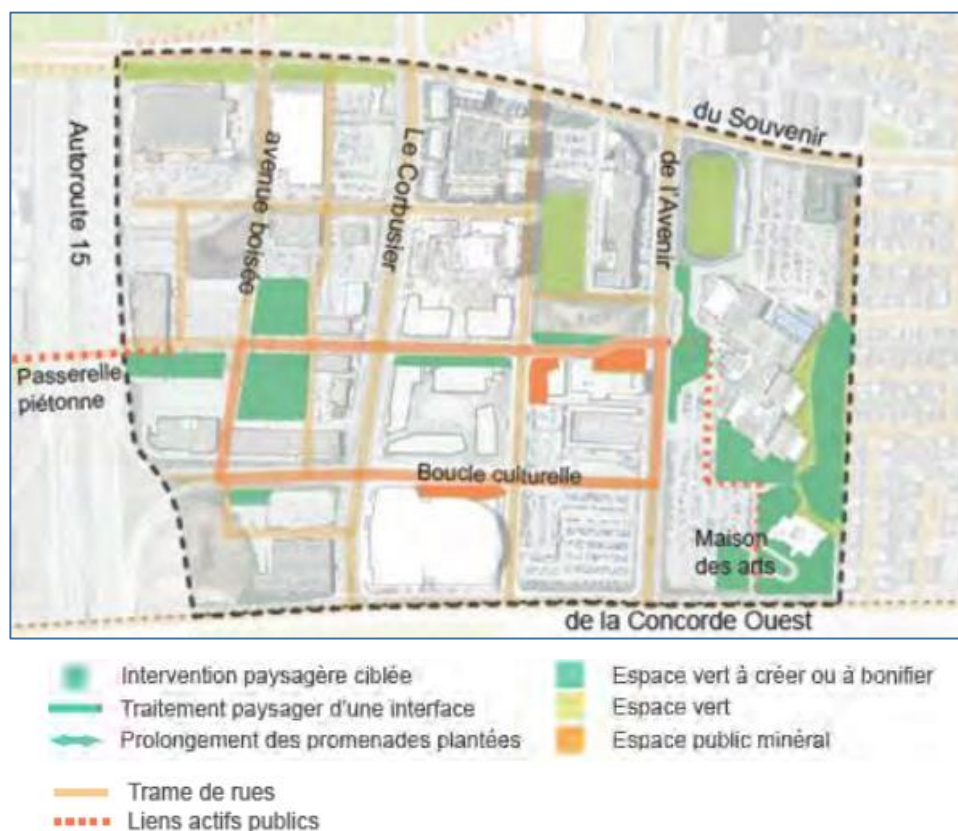 du Souvenir
Autoroute 15
avenue boisée
Le Corbusier
de l'Avenir
Passerelle
piétonne
Boucle culturelle
Maison
des arts
de la Concorde Ouest
Intervention paysagère ciblée
Traitement paysager d'une interface
Prolongement des promenades plantées
Espace vert à créer ou à bonifier
Espace vert
Espace public minéral
Trame de rues
Liens actifs publics